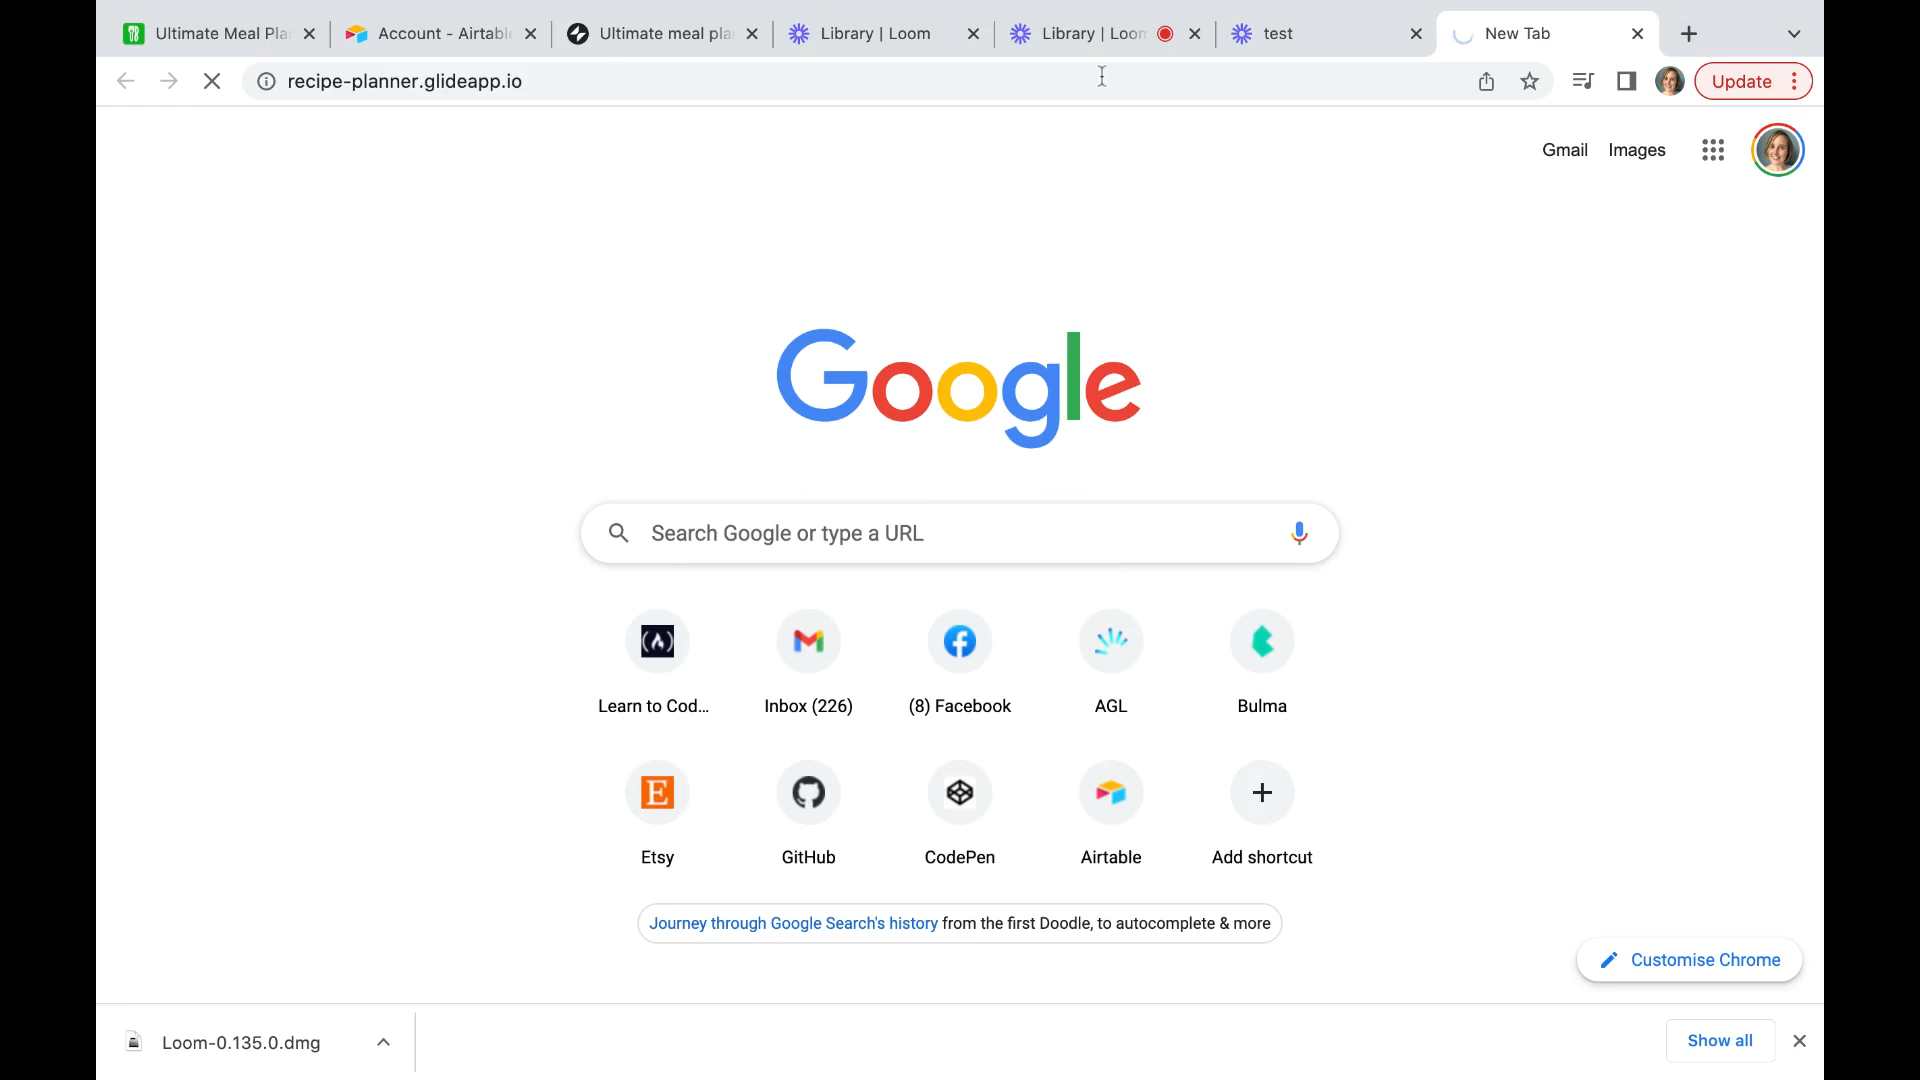 Ultimate Meal Pla
Account - Airtabl
Ultimate meal pla
Library | Loom
Library | Loom
test
New Tab
recipe-planner.glideapp.io
Update
Gmail
Images
Google
Search Google or type a URL
Learn to Cod...
Inbox (226)
(8) Facebook
AGL
Bulma
Etsy
GitHub
CodePen
Airtable
Add shortcut
Journey through Google Search's history from the first Doodle, to autocomplete & more
Customise Chrome
Loom-0.135.0.dmg
Show all